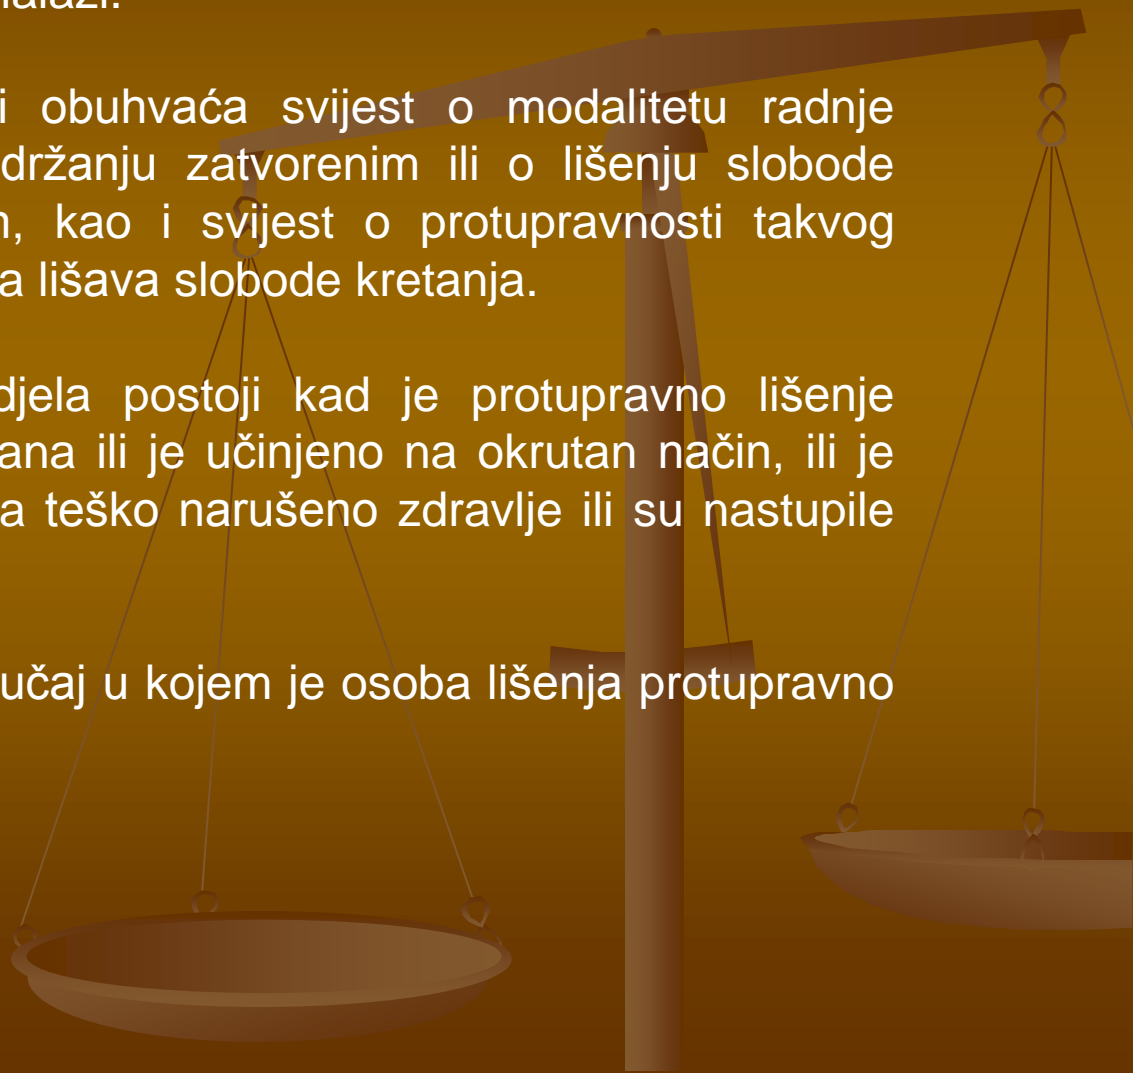 nalazi.
i obuhvaća svijest o modalitetu radnje
držanju zatvorenim ili o lišenju slobode
kao i svijest o protupravnosti takvog
a lišava slobode kretanja.
djela postoji kad je protupravno lišenje
ana ili je učinjeno na okrutan način, ili je
a teško narušeno zdravlje ili su nastupile
učaj u kojem je osoba lišenja protupravno